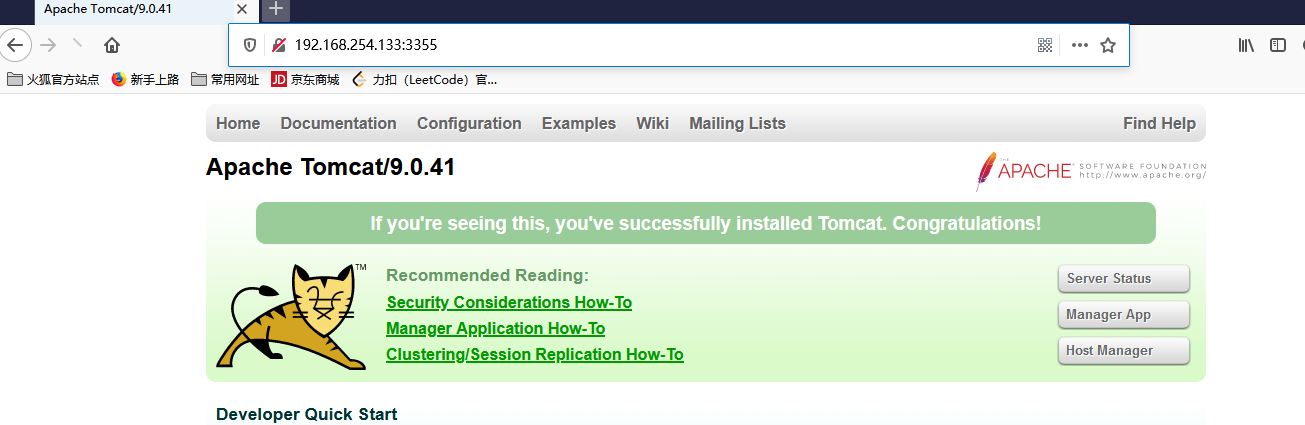 Apache Tomcat/9.0.41
192.168.254.133:3355
火狐官方站点 新手上路 常用网址 JD 京东商城 力扣（LeetCode）官...
Home Documentation Configuration Examples Wiki Mailing Lists Find Help
Apache Tomcat/9.0.41
THE
APACHE SOFTWARE FOUNDATION
http://www.apache.org/
If you're seeing this, you've successfully installed Tomcat. Congratulations!
TM
Recommended Reading:
Security Considerations How-To
Manager Application How-To
Clustering/Session Replication How-To
Server Status
Manager App
Host Manager
Developer Quick Start